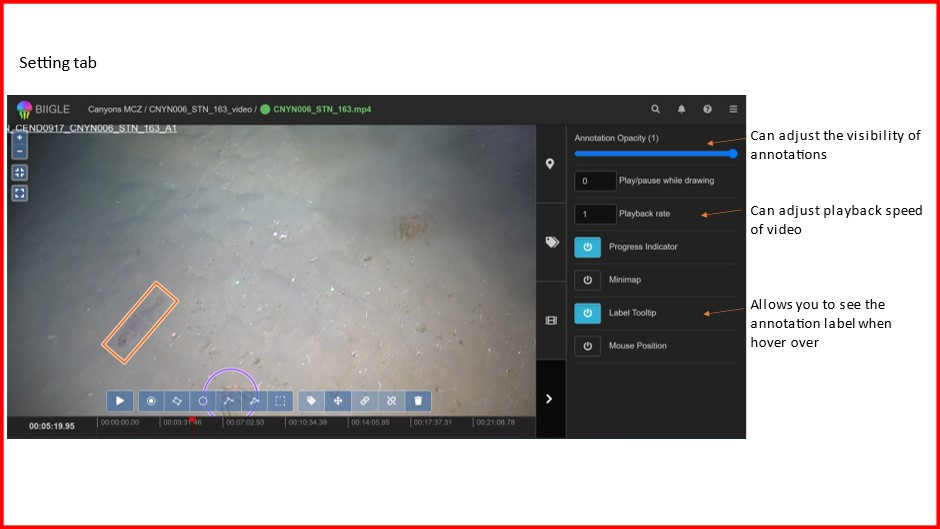 Setting tab
BIIGLE
Canyons MCZ / CNYN006_STN_163_video / CNYN006_STN_163.mp4
_CEND0917_CNYN006_STN_163_A1
Annotation Opacity (1)
Can adjust the visibility of
annotations
0 Play/pause while drawing
1 Playback rate
Can adjust playback speed
of video
Progress Indicator
Minimap
Label Tooltip
Allows you to see the
annotation label when
hover over
Mouse Position
00:05:19.95
00:00:00.00 00:03:31.48 00:07:02.93 00:10:34.39 00:14:05.85 00:17:37.31 00:21:08.78